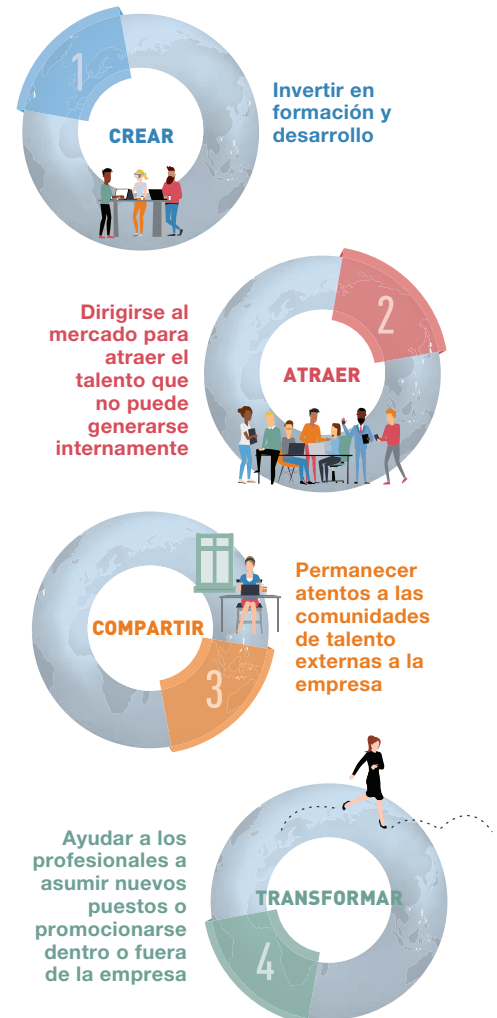 1
CREAR
Invertir en
formación y
desarrollo
2
ATRAER
Dirigirse al
mercado para
atraer el
talento que
no puede
generarse
internamente
COMPARTIR
3
Permanecer
atentos a las
comunidades
de talento
externas a la
empresa
TRANSFORMAR
4
Ayudar a los
profesionales a
asumir nuevos
puestos o
promocionarse
dentro o fuera
de la empresa